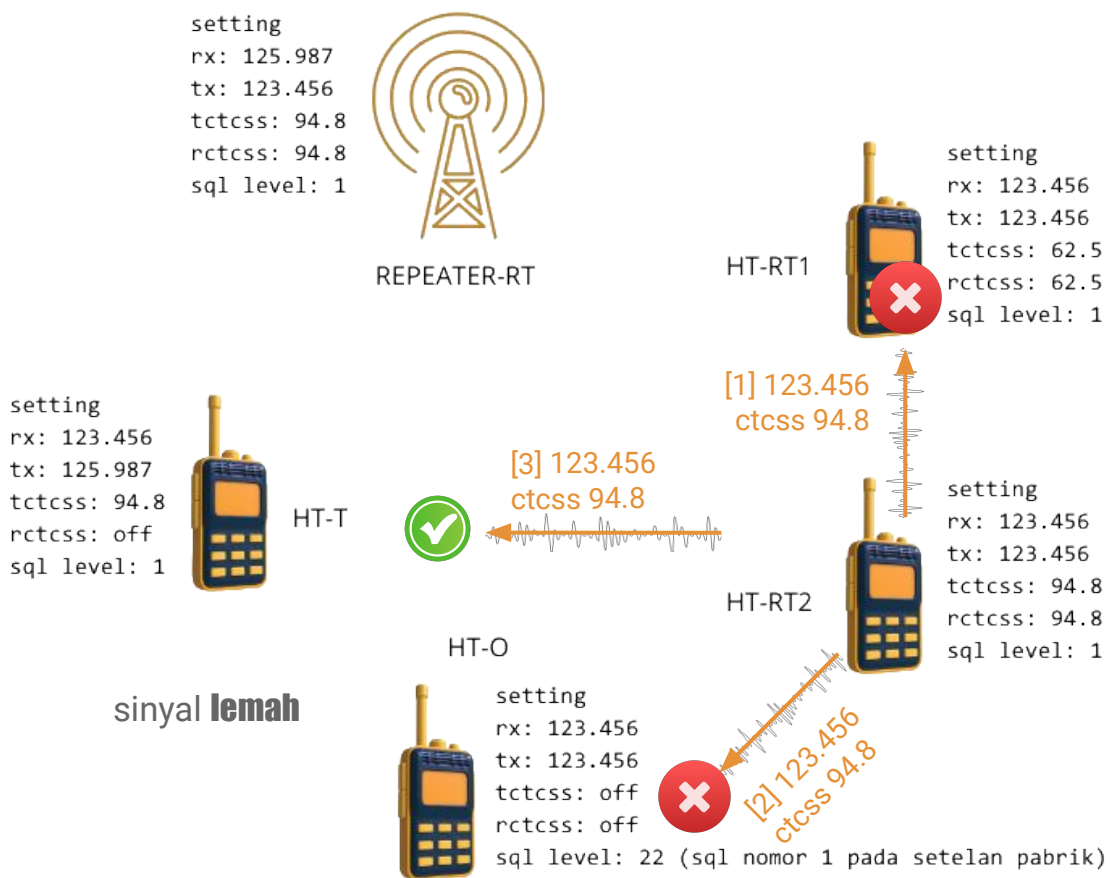 setting
rx: 125.987
tx: 123.456
tctcss: 94.8
rctcss: 94.8
sql level: 1
REPEATER-RT
HT-RT1
setting
rx: 123.456
tx: 123.456
tctcss: 62.5
rctcss: 62.5
sql level: 1
[1] 123.456
ctcss 94.8
setting
rx: 123.456
tx: 125.987
tctcss: 94.8
rctcss: off
sql level: 1
HT-T
[3] 123.456
ctcss 94.8
HT-RT2
setting
rx: 123.456
tx: 123.456
tctcss: 94.8
rctcss: 94.8
sql level: 1
HT-O
sinyal lemah
setting
rx: 123.456
tx: 123.456
tctcss: off
rctcss: off
sql level: 22 (sql nomor 1 pada setelan pabrik)
[2] 123.456
ctcss 94.8